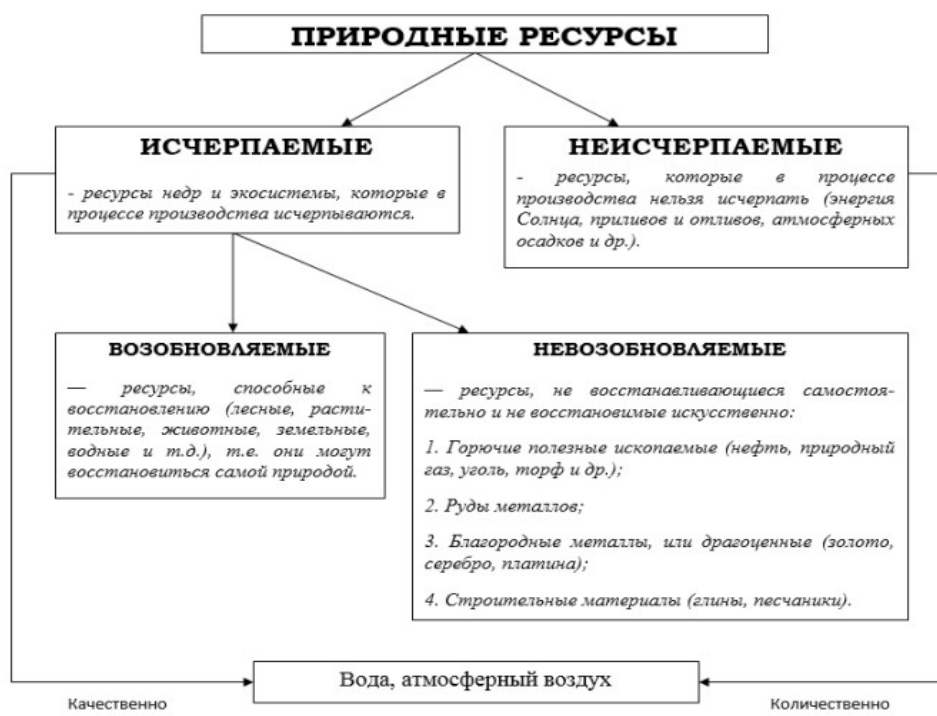 ПРИРОДНЫЕ РЕСУРСЫ
ИСЧЕРПАЕМЫЕ
- ресурсы недр и экосистемы, которые в
процессе производства исчерпываются.
НЕИСЧЕРПАЕМЫЕ
- ресурсы, которые в процессе
производства нельзя исчерпать (энергия
Солнца, приливов и отливов, атмосферных
осадков и др.).
ВОЗОБНОВЛЯЕМЫЕ
— ресурсы, способные к
восстановлению (лесные, расти-
тельные, животные, земельные,
водные и т.д.), т.е. они могут
восстановиться самой природой.
НЕВОЗОБНОВЛЯЕМЫЕ
— ресурсы, не восстанавливающиеся самостоя-
тельно и не восстановимые искусственно:
1. Горючие полезные ископаемые (нефть, природный
газ, уголь, торф и др.);
2. Руды металлов;
3. Благородные металлы, или драгоценные (золото,
серебро, платина);
4. Строительные материалы (глины, песчаники).
Вода, атмосферный воздух
Качественно
Количественно